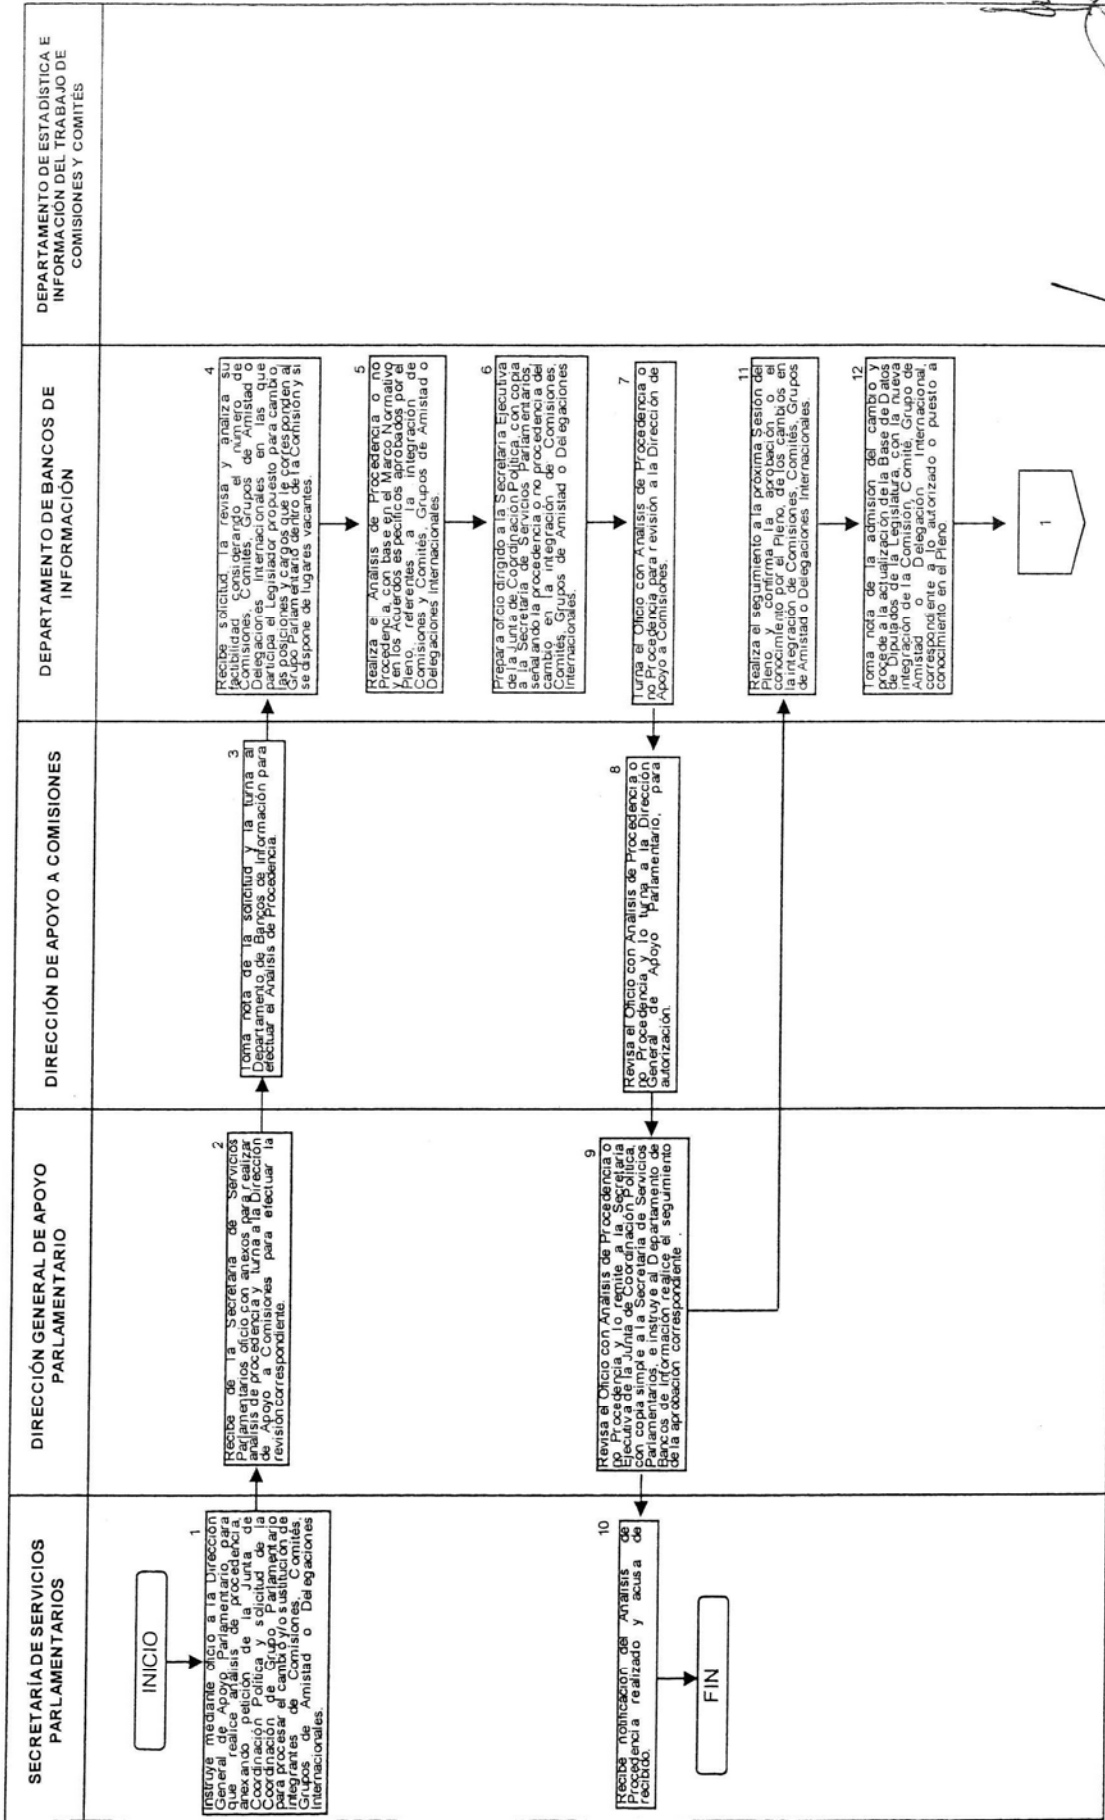 SECRETARÍA DE SERVICIOS
PARLAMENTARIOS
DIRECCIÓN GENERAL DE APOYO
PARLAMENTARIO
DIRECCIÓN DE APOYO A COMISIONES
DEPARTAMENTO DE BANCOS DE
INFORMACIÓN
DEPARTAMENTO DE ESTADÍSTICA E
INFORMACIÓN DEL TRABAJO DE
COMISIONES Y COMITÉS
INICIO
1
Instruye mediante oficio a la Dirección
General de Apoyo Parlamentario, para
que realice análisis de procedencia,
anexando petición de la Junta de
Coordinación Política y solicitud de la
Coordinación de Grupo Parlamentario
para procesar el cambio y/o sustitución de
integrantes de Comisiones, Comités,
Grupos de Amistad o Delegaciones
Internacionales.
2
Recibe de la Secretaría de Servicios
Parlamentarios oficio con anexos para realizar
análisis de procedencia y turna a la Dirección
de Apoyo a Comisiones para efectuar la
revisión correspondiente.
3
Toma nota de la solicitud y la turna al
Departamento de Bancos de Información para
efectuar el Análisis de Procedencia.
4
Recibe solicitud, la revisa y analiza su
factibilidad considerando el número de
Comisiones, Comités, Grupos de Amistad o
Delegaciones Internacionales en las que
participa el Legislador propuesto para cambio,
las posiciones y cargos que le corresponden al
Grupo Parlamentario dentro de la Comisión y si
se dispone de lugares vacantes.
5
Realiza el Análisis de Procedencia o no
Procedencia, con base en el Marco Normativo
y en los Acuerdos específicos aprobados por el
Pleno, referentes a la integración de
Comisiones y Comités, Grupos de Amistad o
Delegaciones Internacionales.
6
Prepara oficio dirigido a la Secretaría Ejecutiva
de la Junta de Coordinación Política, con copia
a la Secretaría de Servicios Parlamentarios,
señalando la procedencia o no procedencia del
cambio en la integración de Comisiones,
Comités, Grupos de Amistad o Delegaciones
Internacionales.
7
Turna el Oficio con Análisis de Procedencia o
no Procedencia para revisión a la Dirección de
Apoyo a Comisiones.
8
Revisa el Oficio con Análisis de Procedencia o
no Procedencia y lo turna a la Dirección
General de Apoyo Parlamentario, para
autorización.
9
Revisa el Oficio con Análisis de Procedencia o
no Procedencia y lo remite a la Secretaría
Ejecutiva de la Junta de Coordinación Política,
con copia simple a la Secretaría de Servicios
Parlamentarios, e instruye al Departamento de
Bancos de Información realice el seguimiento
de la aprobación correspondiente .
10
Recibe notificación del Análisis de
Procedencia realizado y acusa de
recibido.
FIN
11
Realiza el seguimiento a la próxima Sesión del
Pleno y confirma la aprobación o el
conocimiento por el Pleno, de los cambios en
la integración de Comisiones, Comités, Grupos
de Amistad o Delegaciones Internacionales.
12
Toma nota de la admisión del cambio y
procede a la actualización de la Base de Datos
de Diputados de la Legislatura, con la nueva
integración de la Comisión, Comité, Grupo de
Amistad o Delegación Internacional,
correspondiente a lo autorizado o puesto a
conocimiento en el Pleno.
1